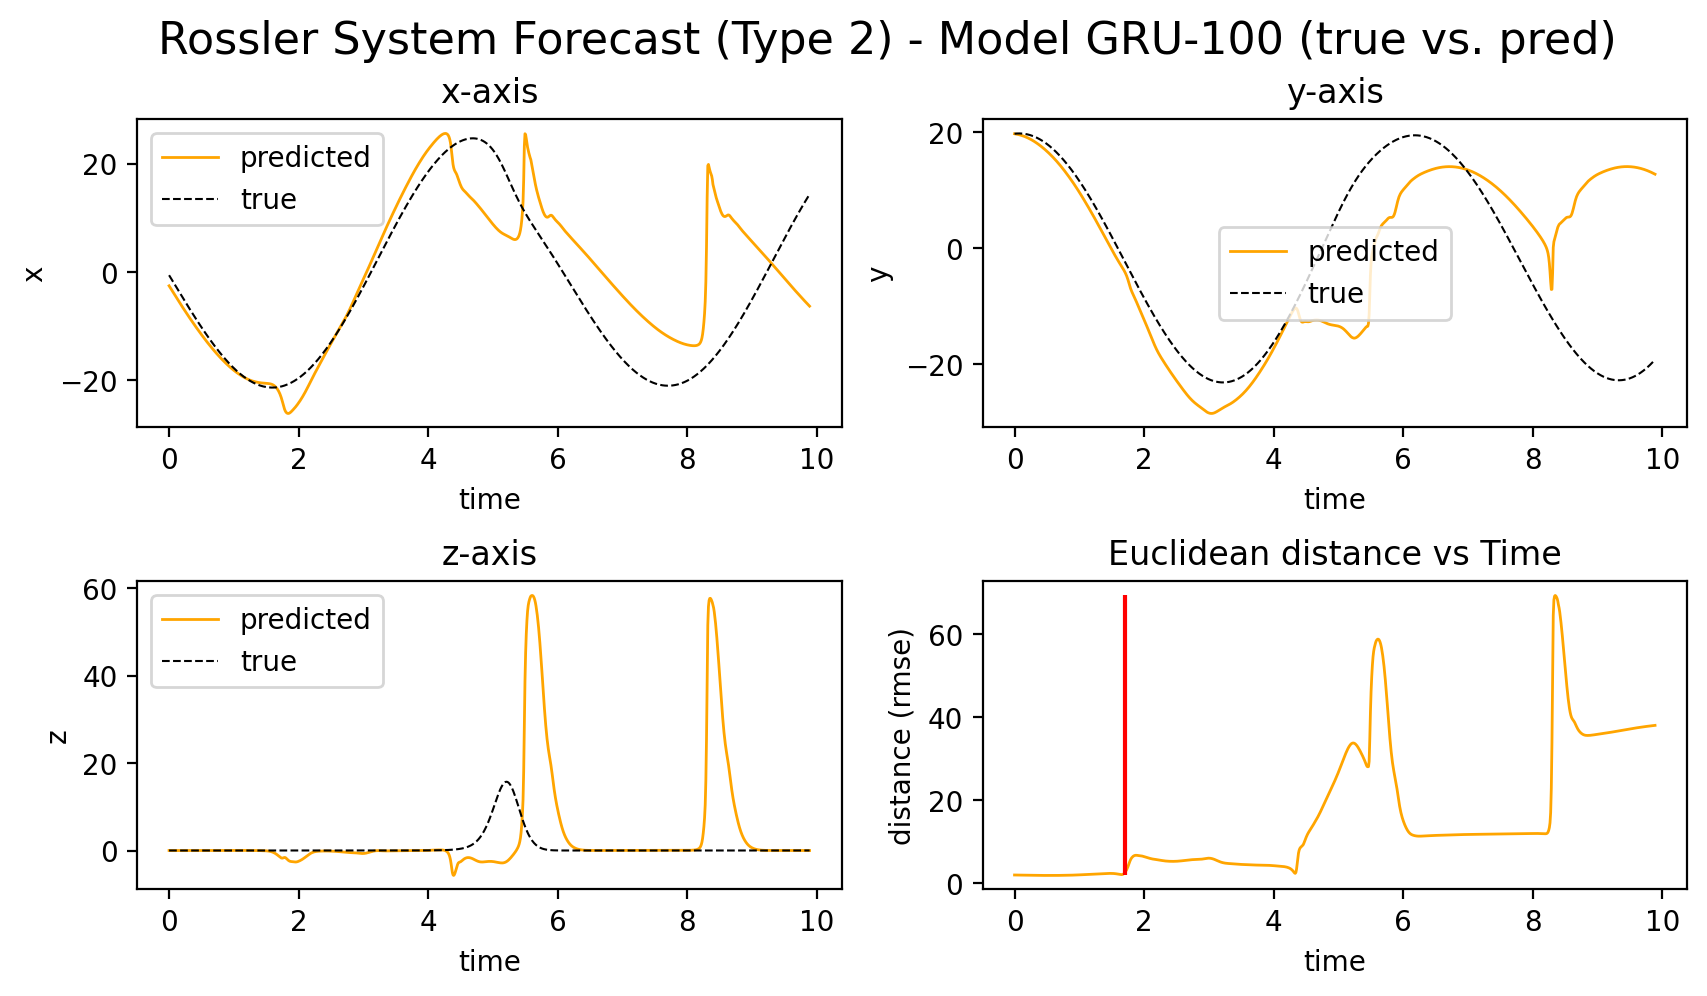 Rossler System Forecast (Type 2) - Model GRU-100 (true vs. pred)
x-axis
predicted
true
20
0
−20
x
0 2 4 6 8 10
time
y-axis
predicted
true
20
0
−20
y
0 2 4 6 8 10
time
z-axis
predicted
true
60
40
20
0
z
0 2 4 6 8 10
time
Euclidean distance vs Time
60
40
20
0
distance (rmse)
0 2 4 6 8 10
time